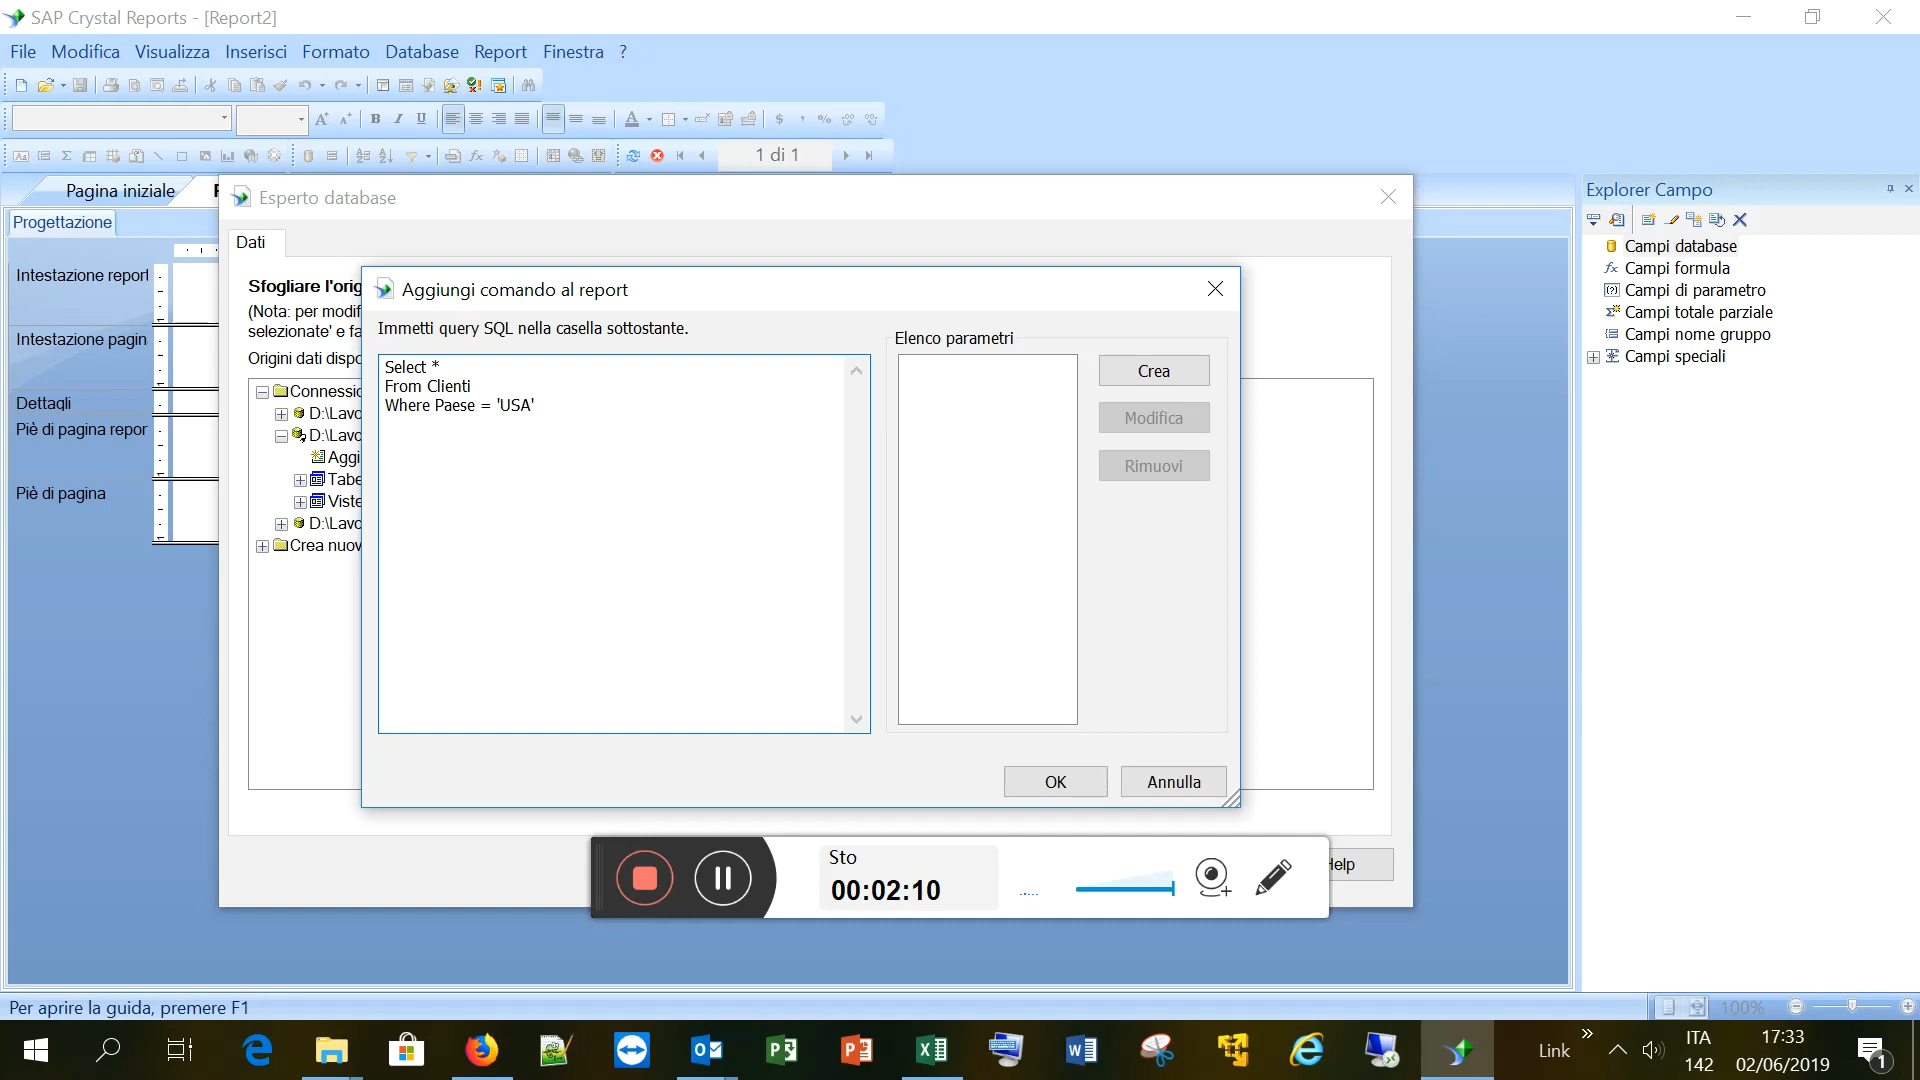 SAP Crystal Reports - [Report2]
File Modifica Visualizza Inserisci Formato Database Report Finestra ?
1 di 1
Pagina iniziale
Progettazione
Intestazione report
Intestazione pagin
Dettagli
Piè di pagina repor
Piè di pagina
Esperto database
Dati
Sfogliare l'orig
(Nota: per modif
selezionate' e fa
Origini dati dispo
Connessio
D:\Lavo
D:\Lavo
Aggi
Tabe
Viste
D:\Lavo
Crea nuov
Aggiungi comando al report
Immetti query SQL nella casella sottostante.
Select *
From Clienti
Where Paese = 'USA'
Elenco parametri
Crea
Modifica
Rimuovi
OK
Annulla
Help
Sto
00:02:10
Explorer Campo
Campi database
Campi formula
Campi di parametro
Campi totale parziale
Campi nome gruppo
Campi speciali
Per aprire la guida, premere F1
100%
Link
ITA
142
17:33
02/06/2019
1